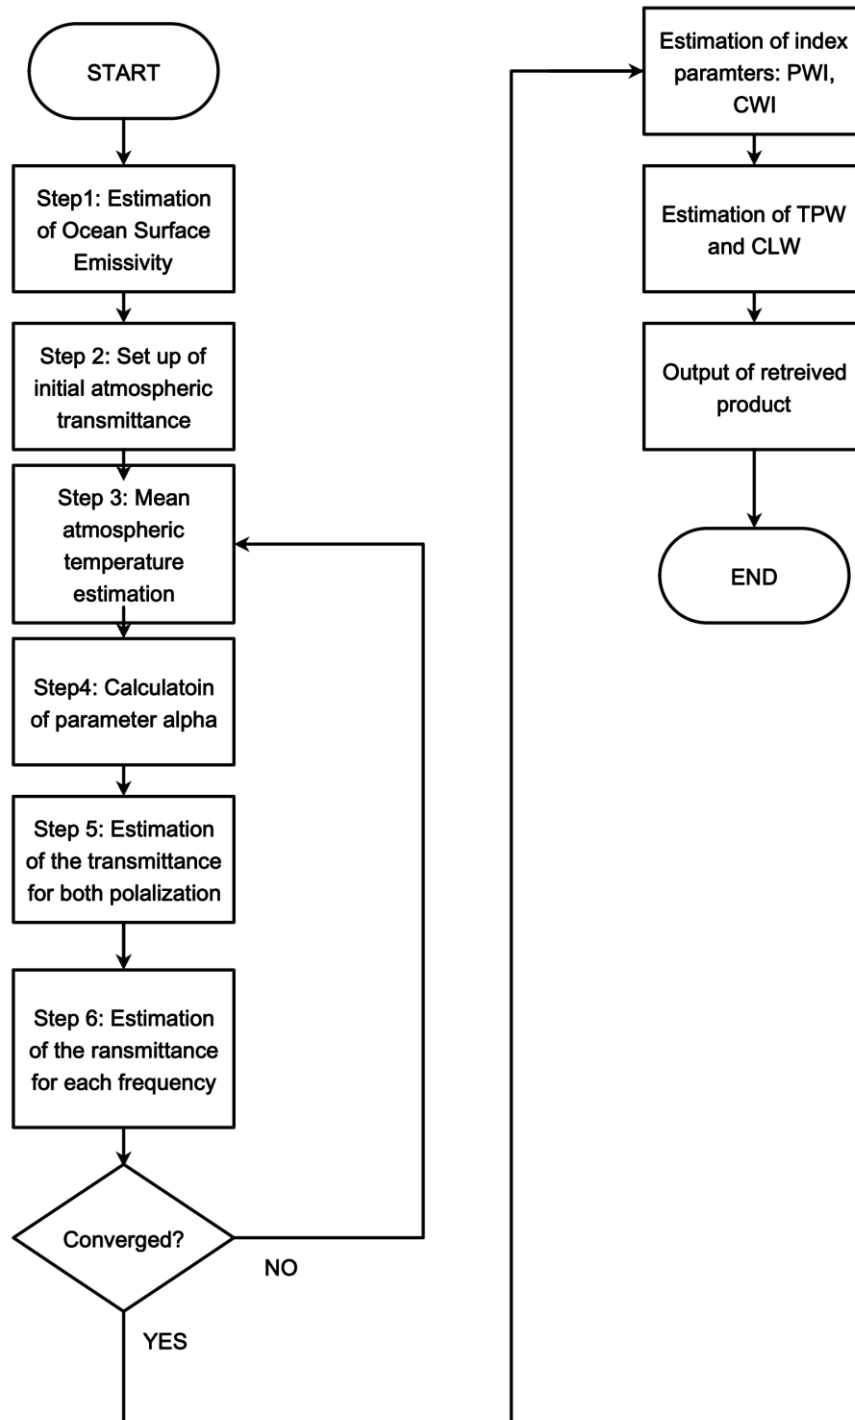 START
Step1: Estimation
of Ocean Surface
Emissivity
Step 2: Set up of
initial atmospheric
transmittance
Step 3: Mean
atmospheric
temperature
estimation
Step4: Calculatoin
of parameter alpha
Step 5: Estimation
of the transmittance
for both polalization
Step 6: Estimation
of the ransmittance
for each frequency
Converged?
NO
YES
Estimation of index
paramters: PWI,
CWI
Estimation of TPW
and CLW
Output of retreived
product
END